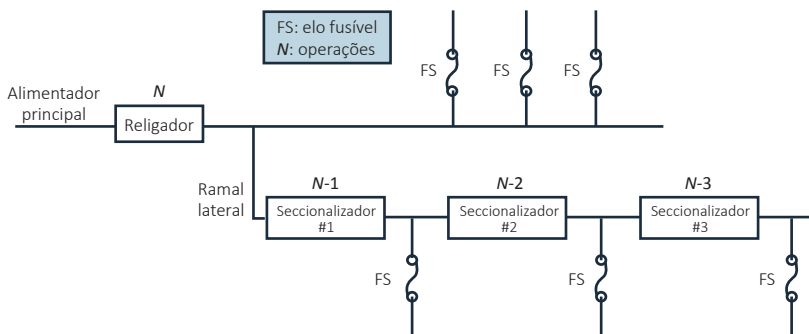 FS: elo fusível
N: operações
FS
FS
FS
Alimentador
principal
N
Religador
Ramal
lateral
N-1
Seccionalizador
#1
N-2
Seccionalizador
#2
N-3
Seccionalizador
#3
FS
FS
FS